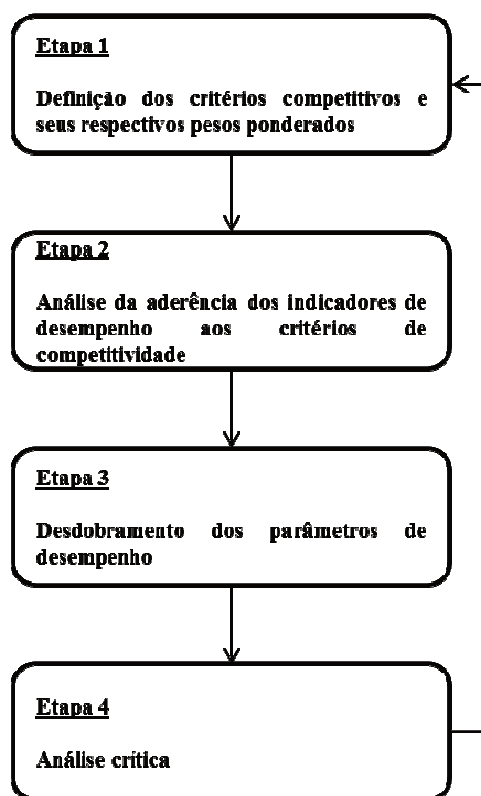 Etapa 1
Definição dos critérios competitivos e
seus respectivos pesos ponderados
Etapa 2
Análise da aderência dos indicadores de
desempenho aos critérios de
competitividade
Etapa 3
Desdobramento dos parâmetros de
desempenho
Etapa 4
Análise crítica